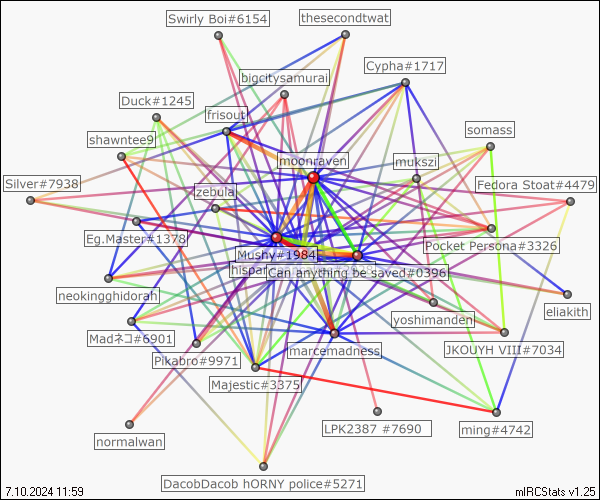 Swirly Boi#6154
thesecondtwat
Cypha#1717
bigcitysamurai
Duck#1245
frisout
somass
shawntee9
moonraven
mukszi
Silver#7938
zebula
Fedora Stoat#4479
Eg.Master#1378
Pocket Persona#3326
Mushy#1984
Can anything be saved#0396
neokingghidorah
eliakith
yoshimanden
Madネコ#6901
JKOUYH VIII#7034
Pikabro#9971
marcemadness
Majestic#3375
LPK2387 #7690
ming#4742
normalwan
DacobDacob hORNY police#5271
7.10.2024 11:59
mIRCStats v1.25